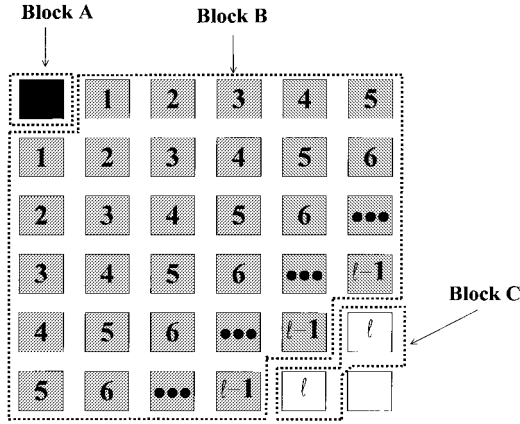 Block A
Block B
1 2 3 4 5
1 2 3 4 5 6
2 3 4 5 6 •••
3 4 5 6 ••• ℓ−1
Block C
4 5 6 ••• ℓ−1 ℓ
5 6 ••• ℓ−1 ℓ